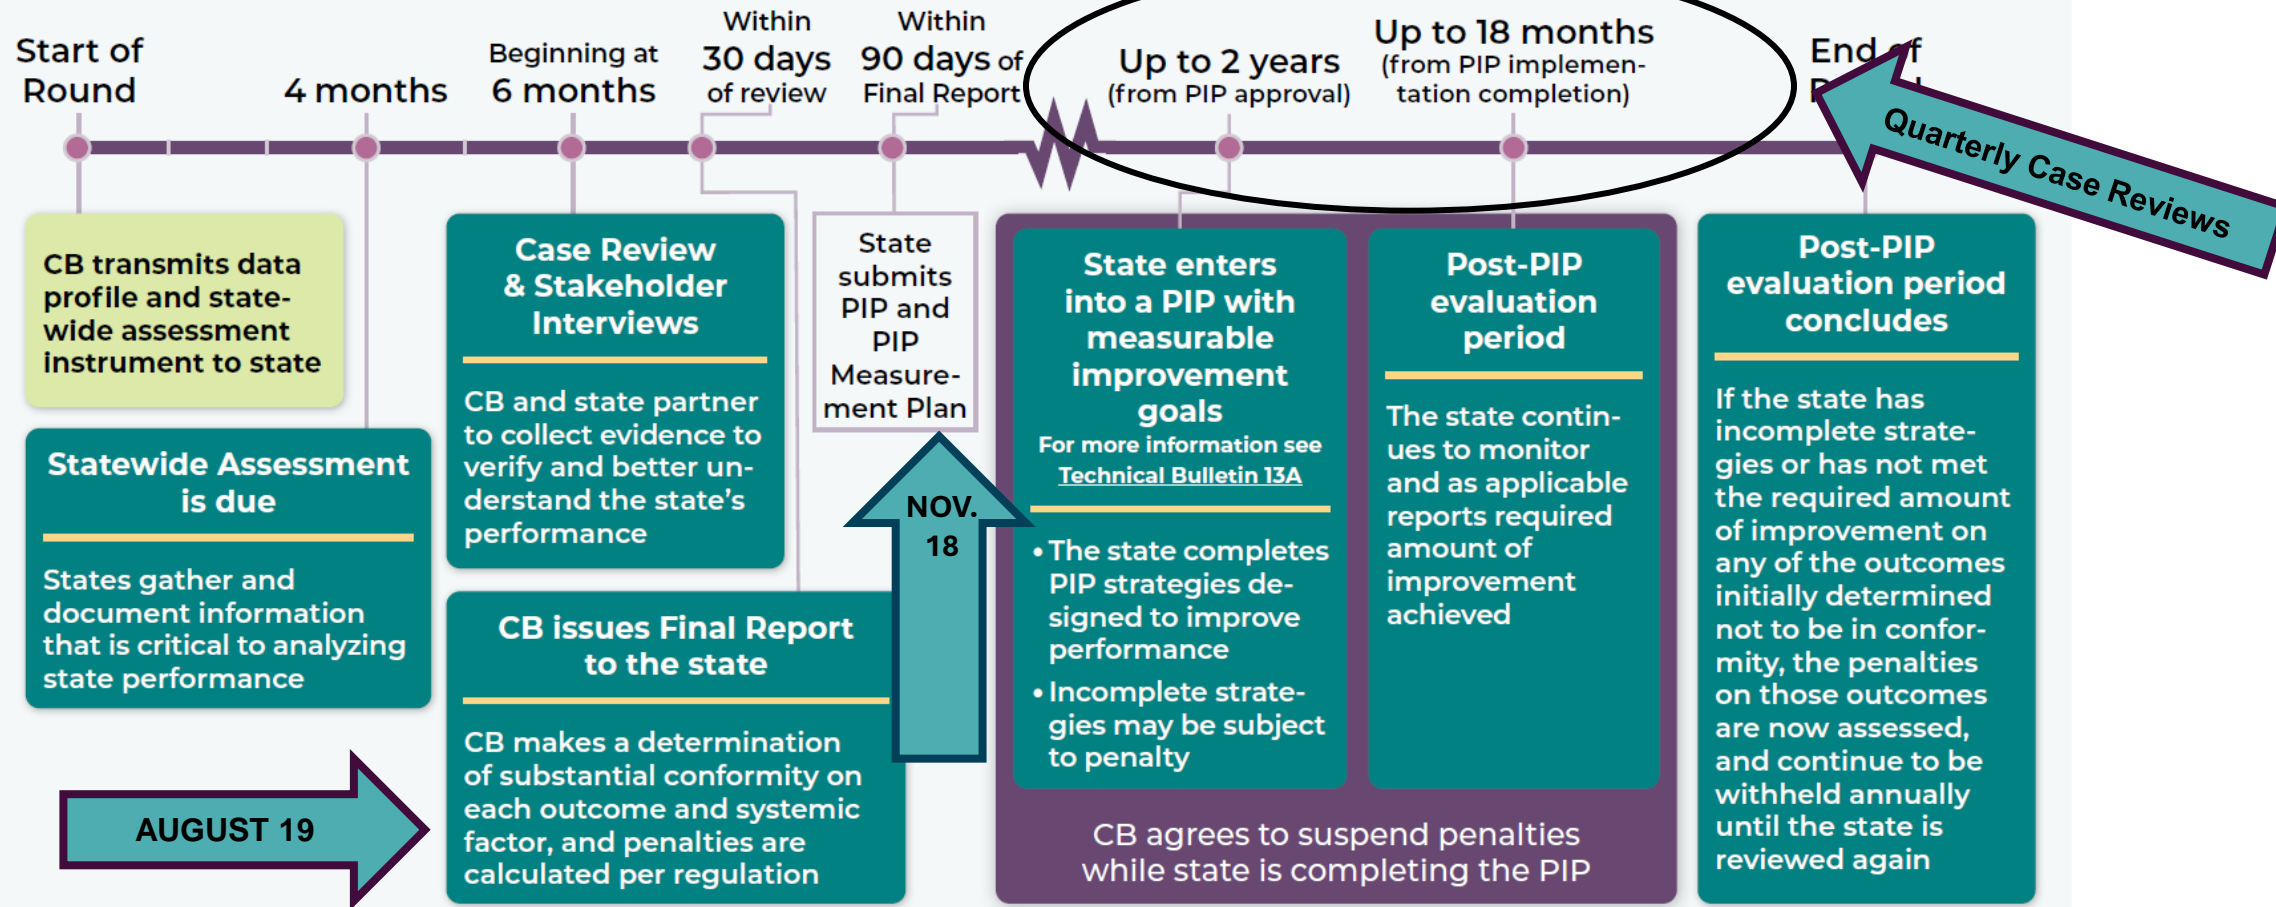 Start of
Round
4 months
Beginning at
6 months
Within
30 days
of review
Within
90 days of
Final Report
Up to 2 years
(from PIP approval)
Up to 18 months
(from PIP implemen-
tation completion)
End of
Quarterly Case Reviews
CB transmits data
profile and state-
wide assessment
instrument to state
Statewide Assessment
is due
States gather and
document information
that is critical to analyzing
state performance
Case Review
& Stakeholder
Interviews
CB and state partner
to collect evidence to
verify and better un-
derstand the state's
performance
CB issues Final Report
to the state
CB makes a determination
of substantial conformity on
each outcome and systemic
factor, and penalties are
calculated per regulation
AUGUST 19
State
submits
PIP and
PIP
Measure-
ment Plan
NOV.
18
State enters
into a PIP with
measurable
improvement
goals
For more information see
Technical Bulletin 13A
• The state completes
PIP strategies de-
signed to improve
performance
• Incomplete strate-
gies may be subject
to penalty
Post-PIP
evaluation
period
The state contin-
ues to monitor
and as applicable
reports required
amount of
improvement
achieved
CB agrees to suspend penalties
while state is completing the PIP
Post-PIP
evaluation period
concludes
If the state has
incomplete strate-
gies or has not met
the required amount
of improvement on
any of the outcomes
initially determined
not to be in confor-
mity, the penalties
on those outcomes
are now assessed,
and continue to be
withheld annually
until the state is
reviewed again